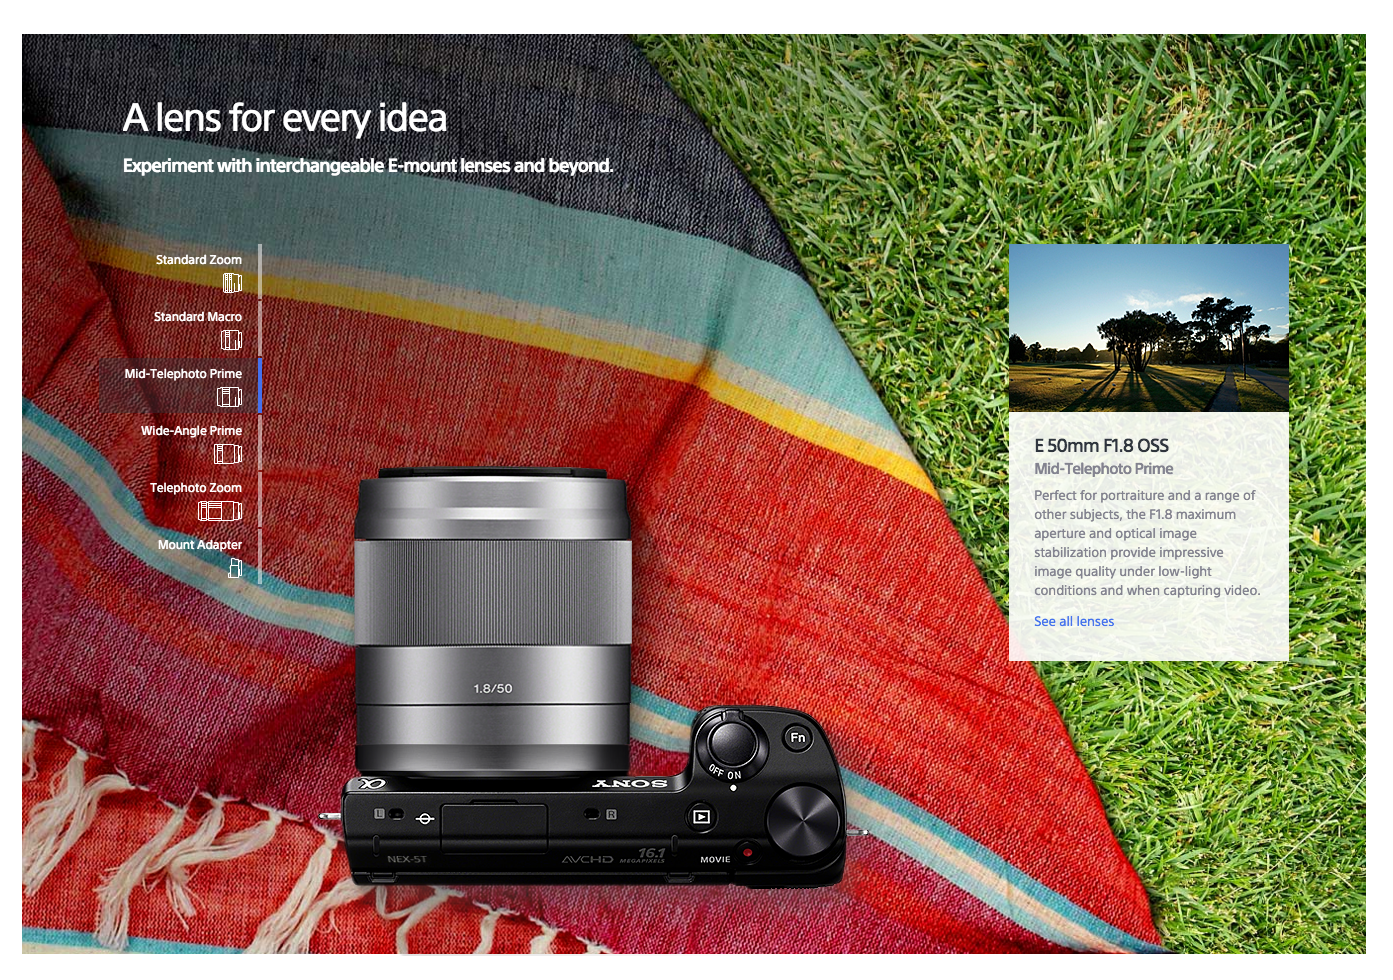 A lens for every idea
Experiment with interchangeable E-mount lenses and beyond.
Standard Zoom
Standard Macro
Mid-Telephoto Prime
Wide-Angle Prime
Telephoto Zoom
Mount Adapter
E 50mm F1.8 OSS
Mid-Telephoto Prime
Perfect for portraiture and a range of
other subjects, the F1.8 maximum
aperture and optical image
stabilization provide impressive
image quality under low-light
conditions and when capturing video.
See all lenses
1.8/50
Fn
OFF ON
α SONY
L R
NEX-5T AVCHD 16.1 MEGAPIXELS MOVIE